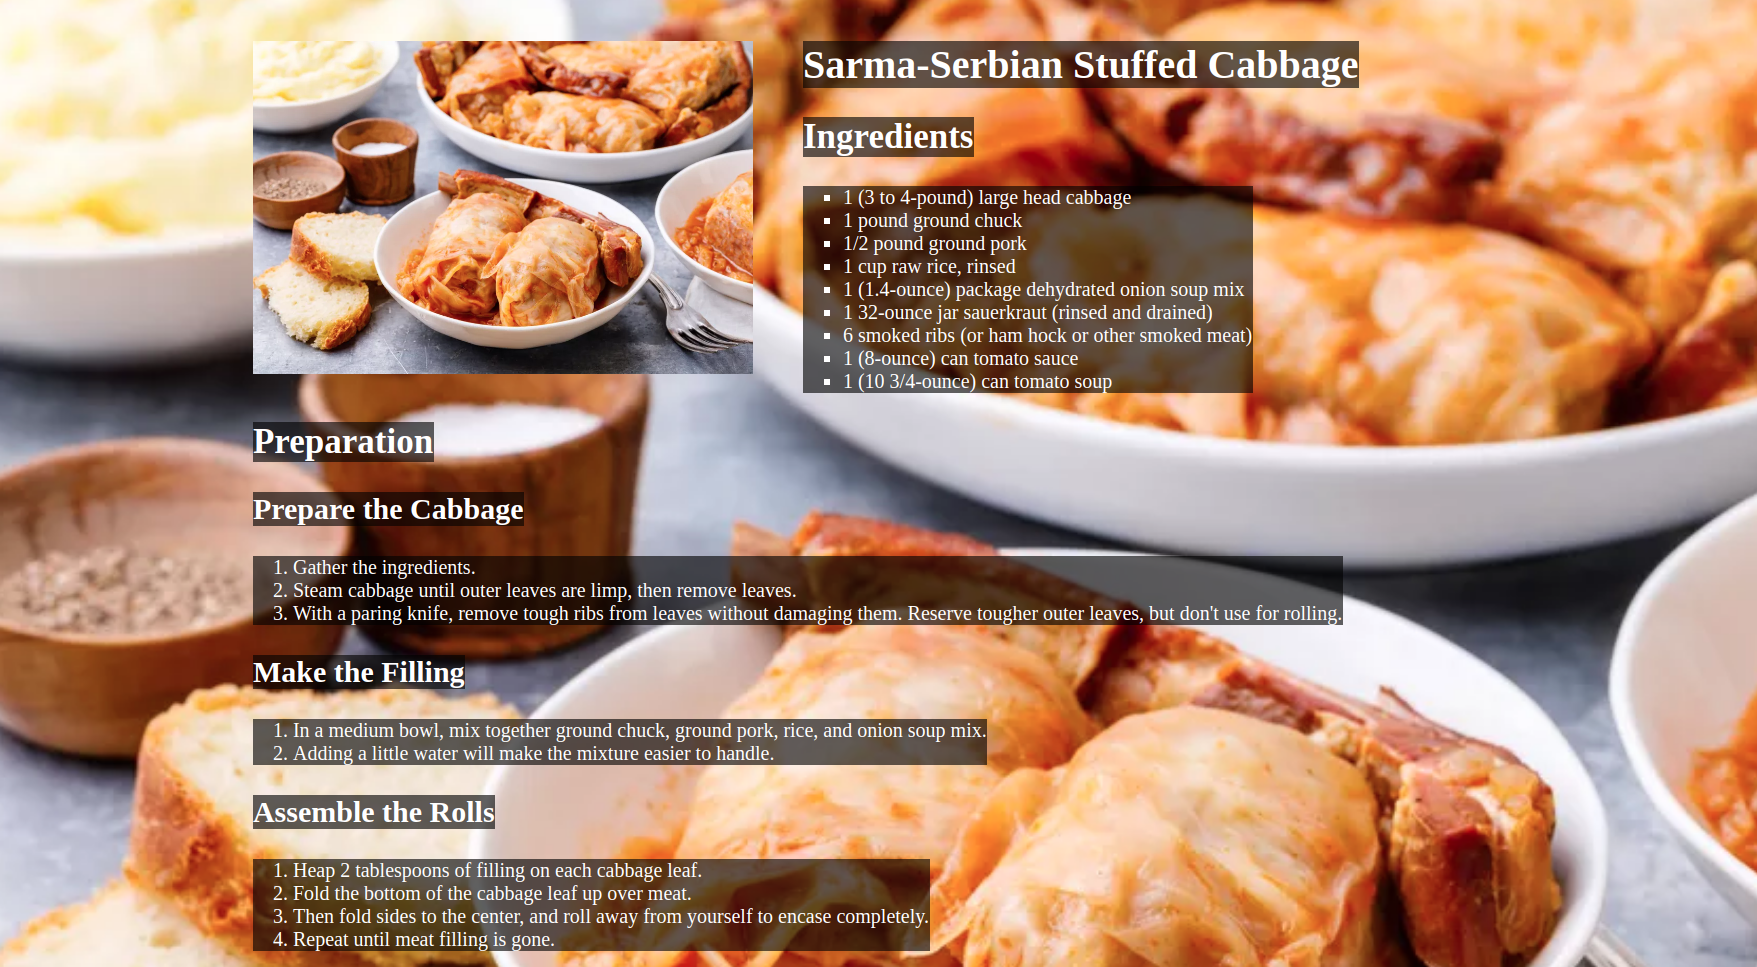 Sarma-Serbian Stuffed Cabbage
Ingredients
1 (3 to 4-pound) large head cabbage
1 pound ground chuck
1/2 pound ground pork
1 cup raw rice, rinsed
1 (1.4-ounce) package dehydrated onion soup mix
1 32-ounce jar sauerkraut (rinsed and drained)
6 smoked ribs (or ham hock or other smoked meat)
1 (8-ounce) can tomato sauce
1 (10 3/4-ounce) can tomato soup
Preparation
Prepare the Cabbage
1. Gather the ingredients.
2. Steam cabbage until outer leaves are limp, then remove leaves.
3. With a paring knife, remove tough ribs from leaves without damaging them. Reserve tougher outer leaves, but don't use for rolling.
Make the Filling
1. In a medium bowl, mix together ground chuck, ground pork, rice, and onion soup mix.
2. Adding a little water will make the mixture easier to handle.
Assemble the Rolls
1. Heap 2 tablespoons of filling on each cabbage leaf.
2. Fold the bottom of the cabbage leaf up over meat.
3. Then fold sides to the center, and roll away from yourself to encase completely.
4. Repeat until meat filling is gone.